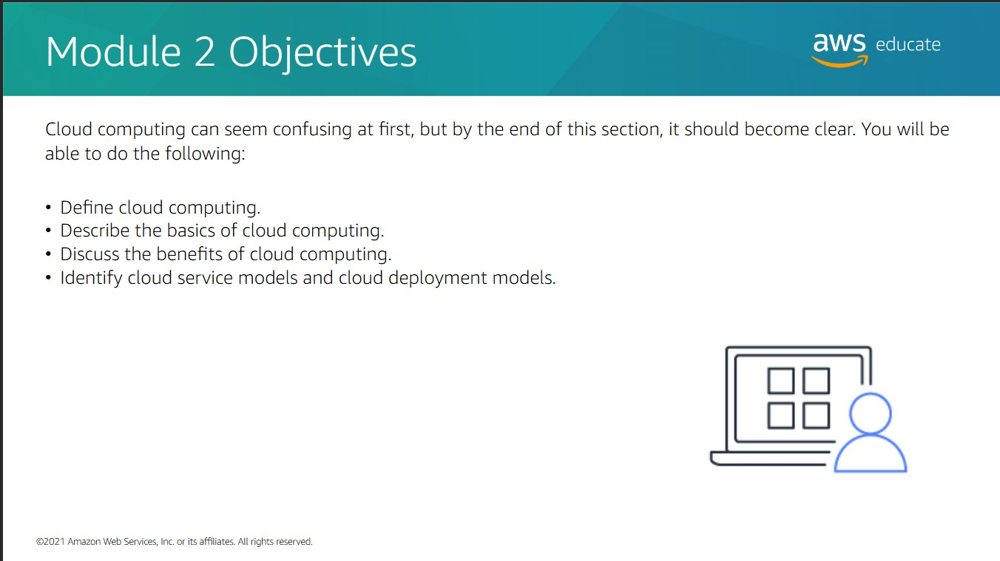 Module 2 Objectives
aws educate
Cloud computing can seem confusing at first, but by the end of this section, it should become clear. You will be
able to do the following:
• Define cloud computing.
• Describe the basics of cloud computing.
• Discuss the benefits of cloud computing.
• Identify cloud service models and cloud deployment models.
©2021 Amazon Web Services, Inc. or its affiliates. All rights reserved.